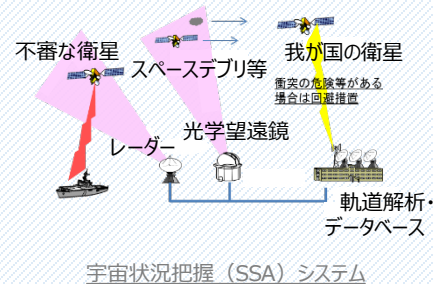 不審な衛星
スペースデブリ等
我が国の衛星
衝突の危険等がある
場合は回避措置
レーダー
光学望遠鏡
軌道解析・
データベース
宇宙状況把握（SSA）システム